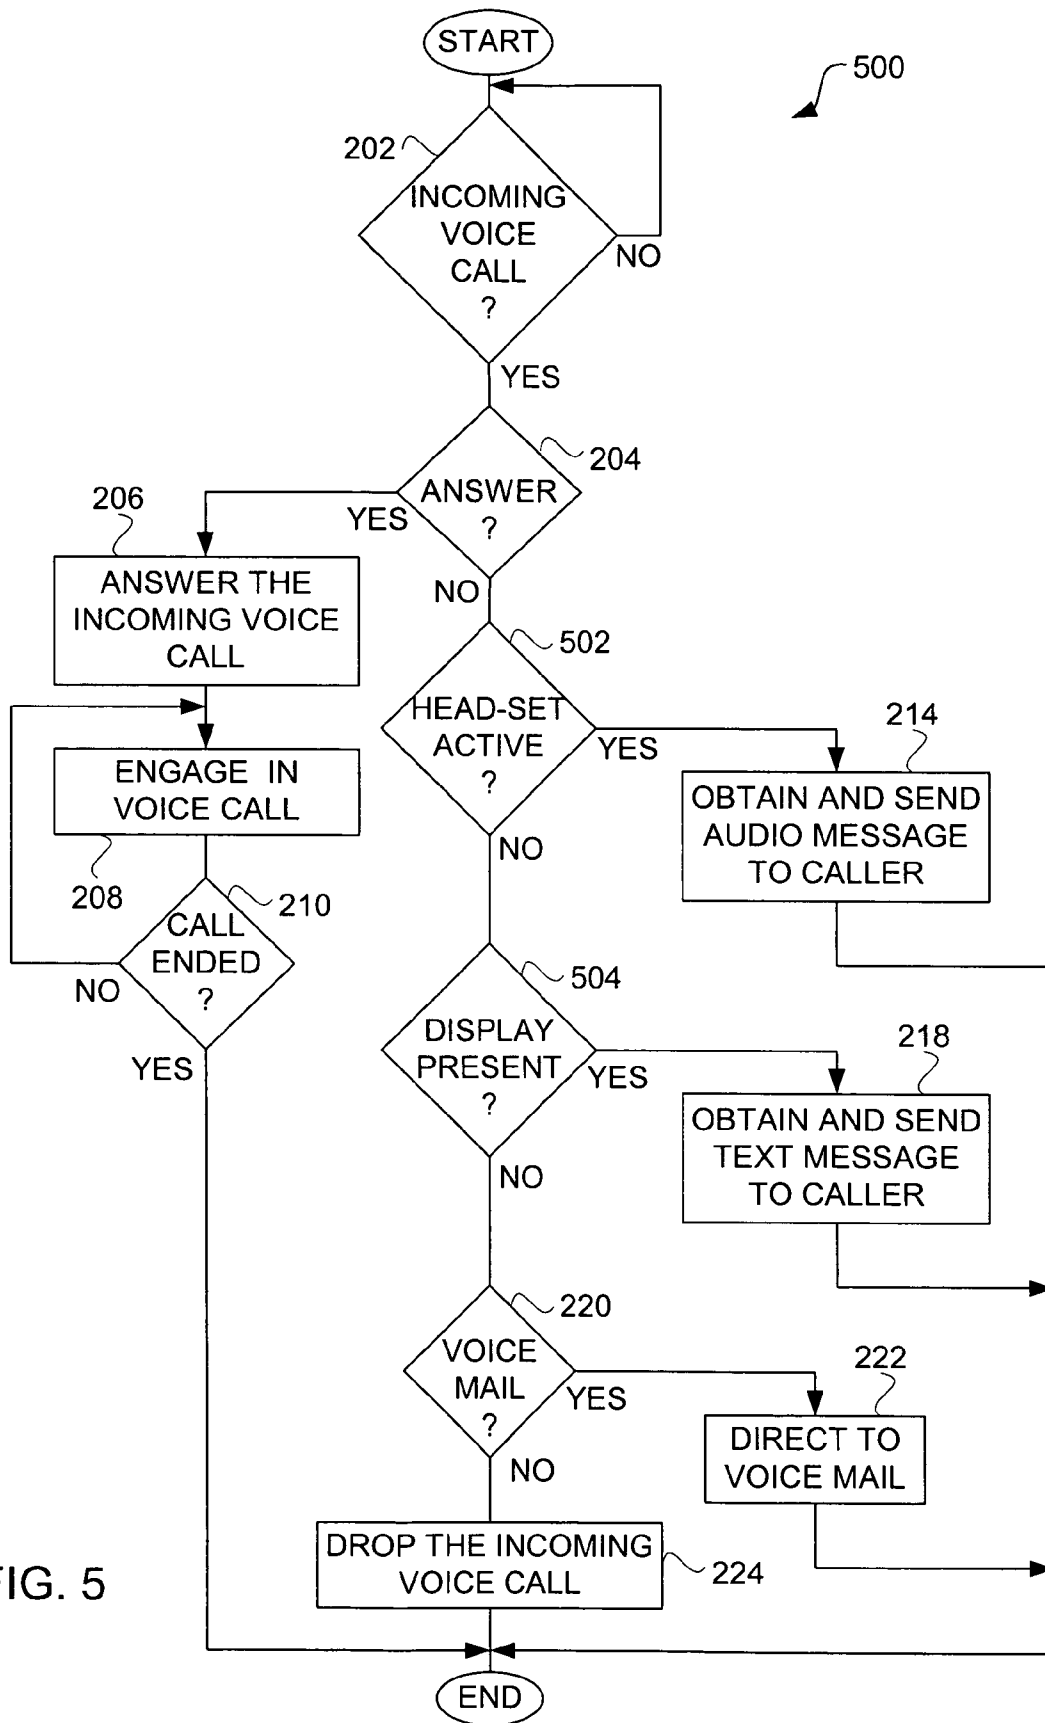 START
500
202
INCOMING
VOICE
CALL
?
NO
YES
204
ANSWER
?
YES
NO
206
ANSWER THE
INCOMING VOICE
CALL
502
HEAD-SET
ACTIVE
?
YES
NO
214
OBTAIN AND SEND
AUDIO MESSAGE
TO CALLER
ENGAGE IN
VOICE CALL
208
210
CALL
ENDED
?
NO
YES
504
DISPLAY
PRESENT
?
YES
NO
218
OBTAIN AND SEND
TEXT MESSAGE
TO CALLER
220
VOICE
MAIL
?
YES
NO
222
DIRECT TO
VOICE MAIL
DROP THE INCOMING
VOICE CALL
224
FIG. 5
END